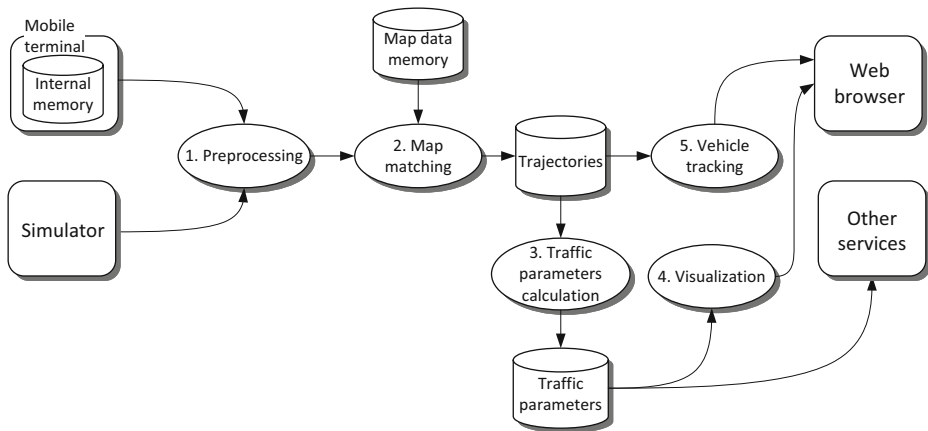 Mobile
terminal
Internal
memory
Map data
memory
Web
browser
1. Preprocessing
2. Map
matching
Trajectories
5. Vehicle
tracking
Simulator
Other
services
3. Traffic
parameters
calculation
4. Visualization
Traffic
parameters